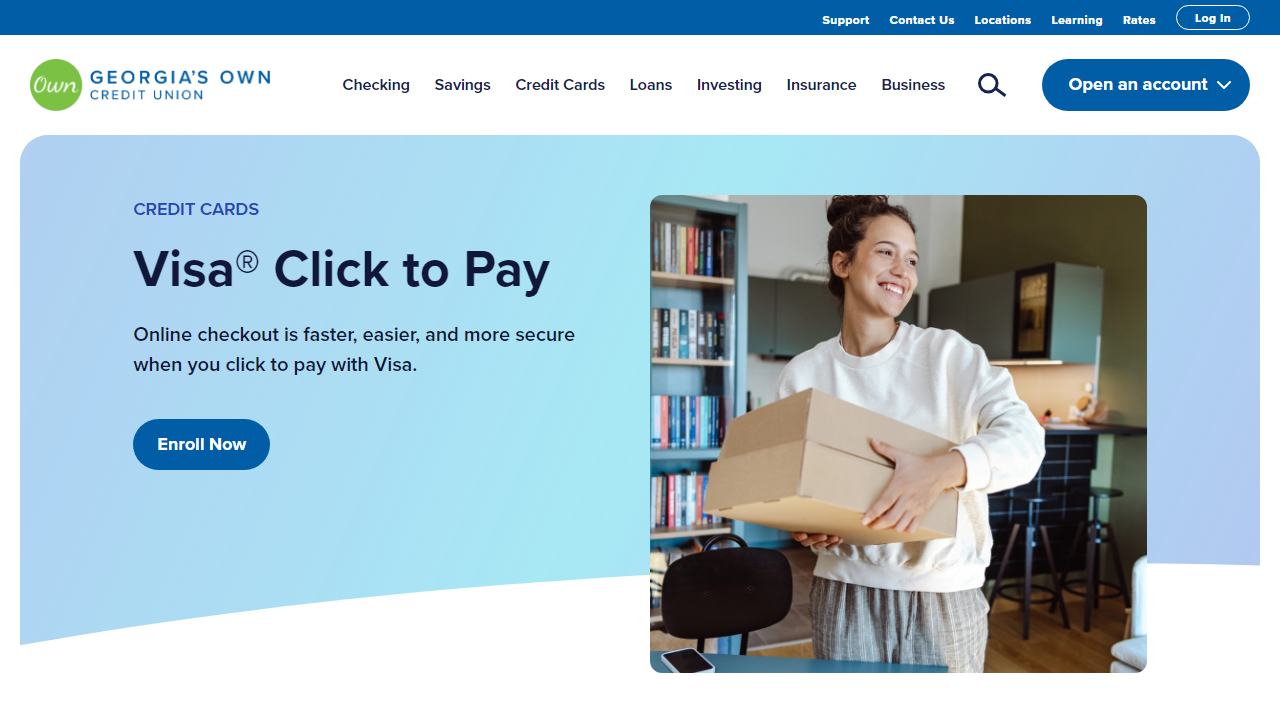 Support Contact Us Locations Learning Rates Log In
Own GEORGIA'S OWN
CREDIT UNION
Checking Savings Credit Cards Loans Investing Insurance Business Open an account
CREDIT CARDS
Visa® Click to Pay
Online checkout is faster, easier, and more secure
when you click to pay with Visa.
Enroll Now